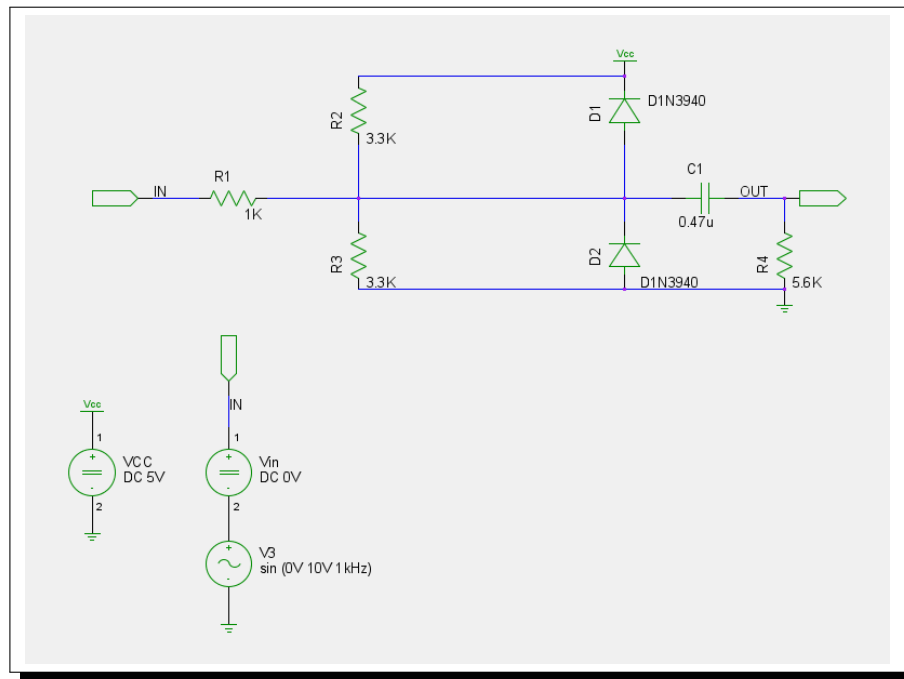 Vcc
D1
D1N3940
R2
3.3K
R1
IN
1K
C1
0.47u
OUT
R3
3.3K
D2
D1N3940
R4
5.6K
IN
Vcc
1
VCC
DC 5V
2
1
Vin
DC 0V
2
V3
sin (0V 10V 1kHz)
+
-
+
-
+
-